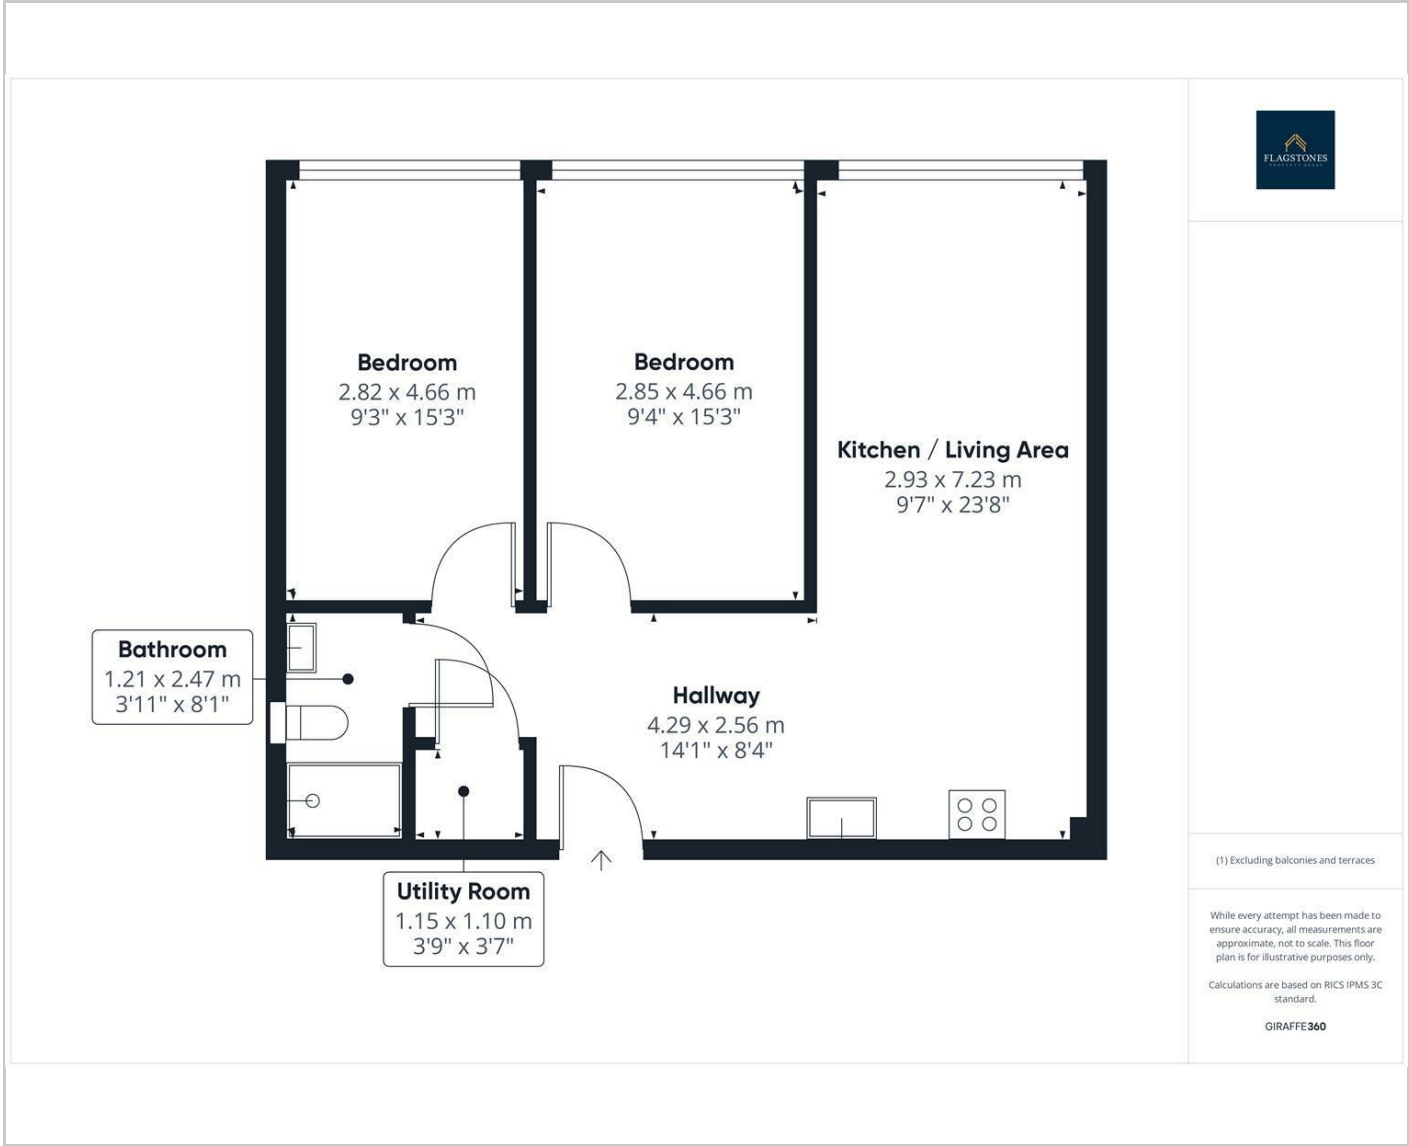 FLAGSTONES
PROPERTY GROUP
Bedroom
2.82 x 4.66 m
9'3" x 15'3"
Bedroom
2.85 x 4.66 m
9'4" x 15'3"
Kitchen / Living Area
2.93 x 7.23 m
9'7" x 23'8"
Bathroom
1.21 x 2.47 m
3'11" x 8'1"
Hallway
4.29 x 2.56 m
14'1" x 8'4"
Utility Room
1.15 x 1.10 m
3'9" x 3'7"
(1) Excluding balconies and terraces
While every attempt has been made to
ensure accuracy, all measurements are
approximate, not to scale. This floor
plan is for illustrative purposes only.
Calculations are based on RICS IPMS 3C
standard.
GIRAFFE360